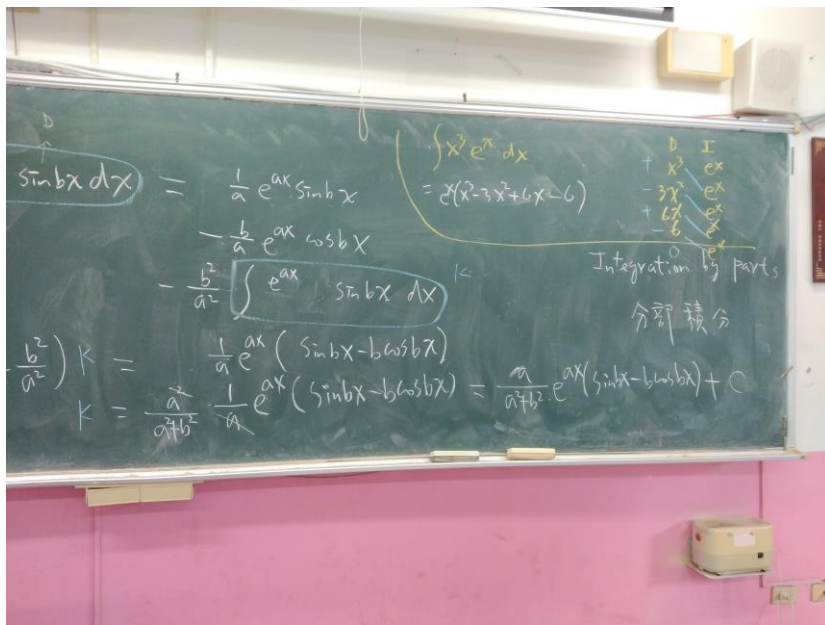 D
↑
sinbx dx = 1/a e^{ax} sinbx
- b/a e^{ax} cosbx
- b²/a² ∫ e^{ax} sinbx dx K
b²/a²) K = 1/a e^{ax} (sinbx-bcosbx)
K = a²/(a²+b²) 1/a e^{ax} (sinbx-bcosbx) = a/(a²+b²) e^{ax}(sinbx-bcosbx) + C
∫x³ e^x dx
= e^x(x³-3x²+6x-6)
D I
+ x³ e^x
- 3x² e^x
+ 6x e^x
- 6 e^x
0 e^x
Integration by parts
分部積分